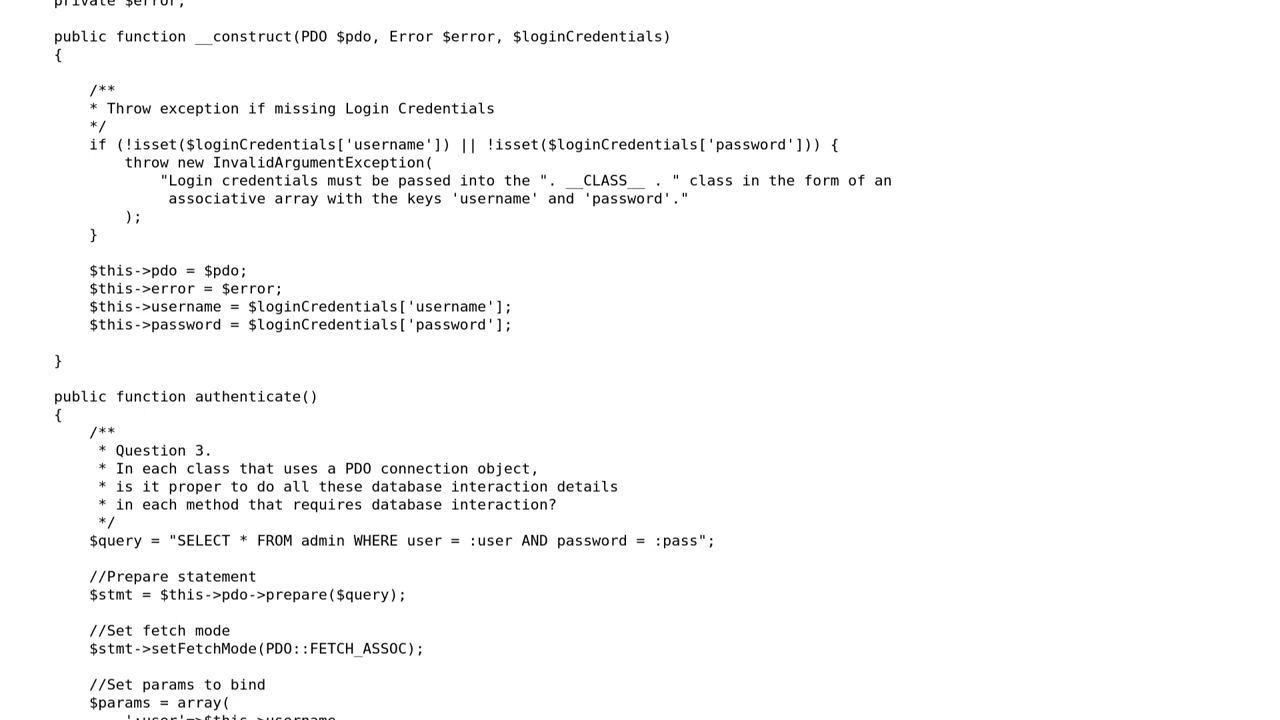 private $error;
public function __construct(PDO $pdo, Error $error, $loginCredentials)
{
/**
* Throw exception if missing Login Credentials
*/
if (!isset($loginCredentials['username']) || !isset($loginCredentials['password'])) {
throw new InvalidArgumentException(
"Login credentials must be passed into the ". __CLASS__ . " class in the form of an
associative array with the keys 'username' and 'password'."
);
}
$this->pdo = $pdo;
$this->error = $error;
$this->username = $loginCredentials['username'];
$this->password = $loginCredentials['password'];
}
public function authenticate()
{
/**
* Question 3.
* In each class that uses a PDO connection object,
* is it proper to do all these database interaction details
* in each method that requires database interaction?
*/
$query = "SELECT * FROM admin WHERE user = :user AND password = :pass";
//Prepare statement
$stmt = $this->pdo->prepare($query);
//Set fetch mode
$stmt->setFetchMode(PDO::FETCH_ASSOC);
//Set params to bind
$params = array(
':user'=>$this->username